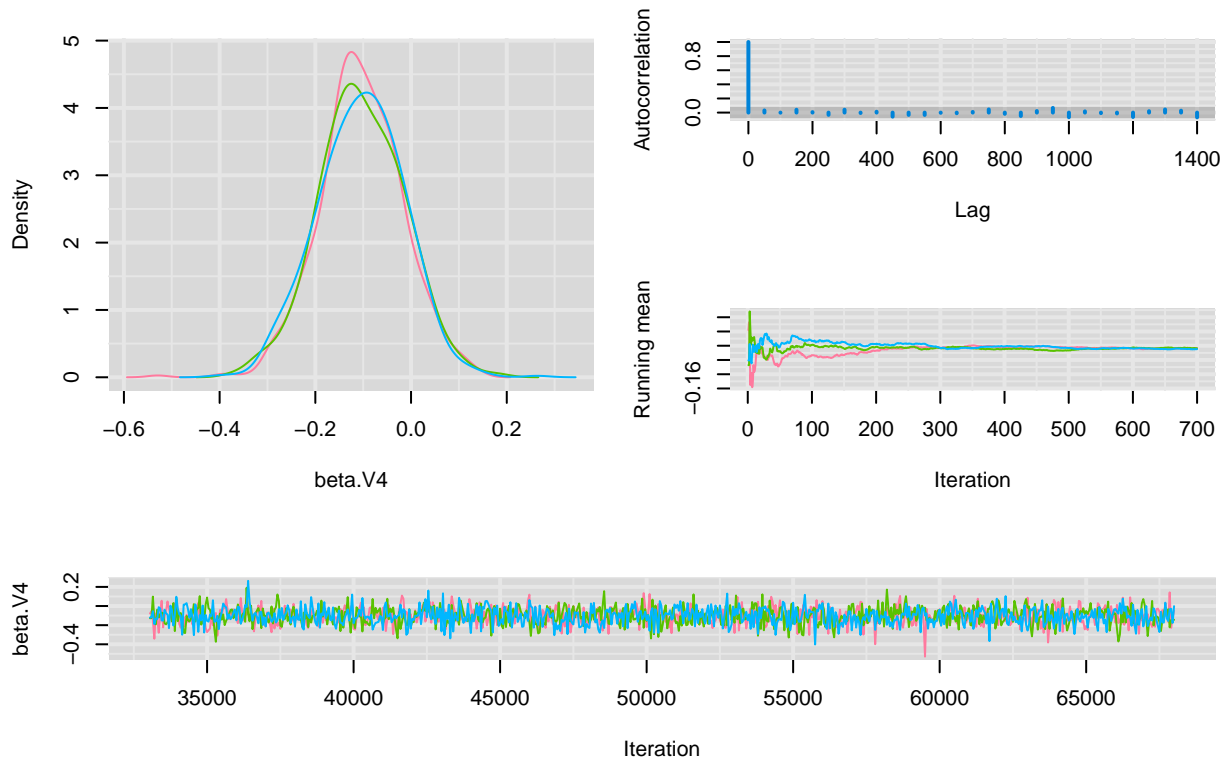 Density
0 1 2 3 4 5
−0.6 −0.4 −0.2 0.0 0.2
beta.V4
Autocorrelation
0.0 0.8
0 200 400 600 800 1000 1400
Lag
Running mean
−0.16
0 100 200 300 400 500 600 700
Iteration
beta.V4
−0.4 0.2
35000 40000 45000 50000 55000 60000 65000
Iteration